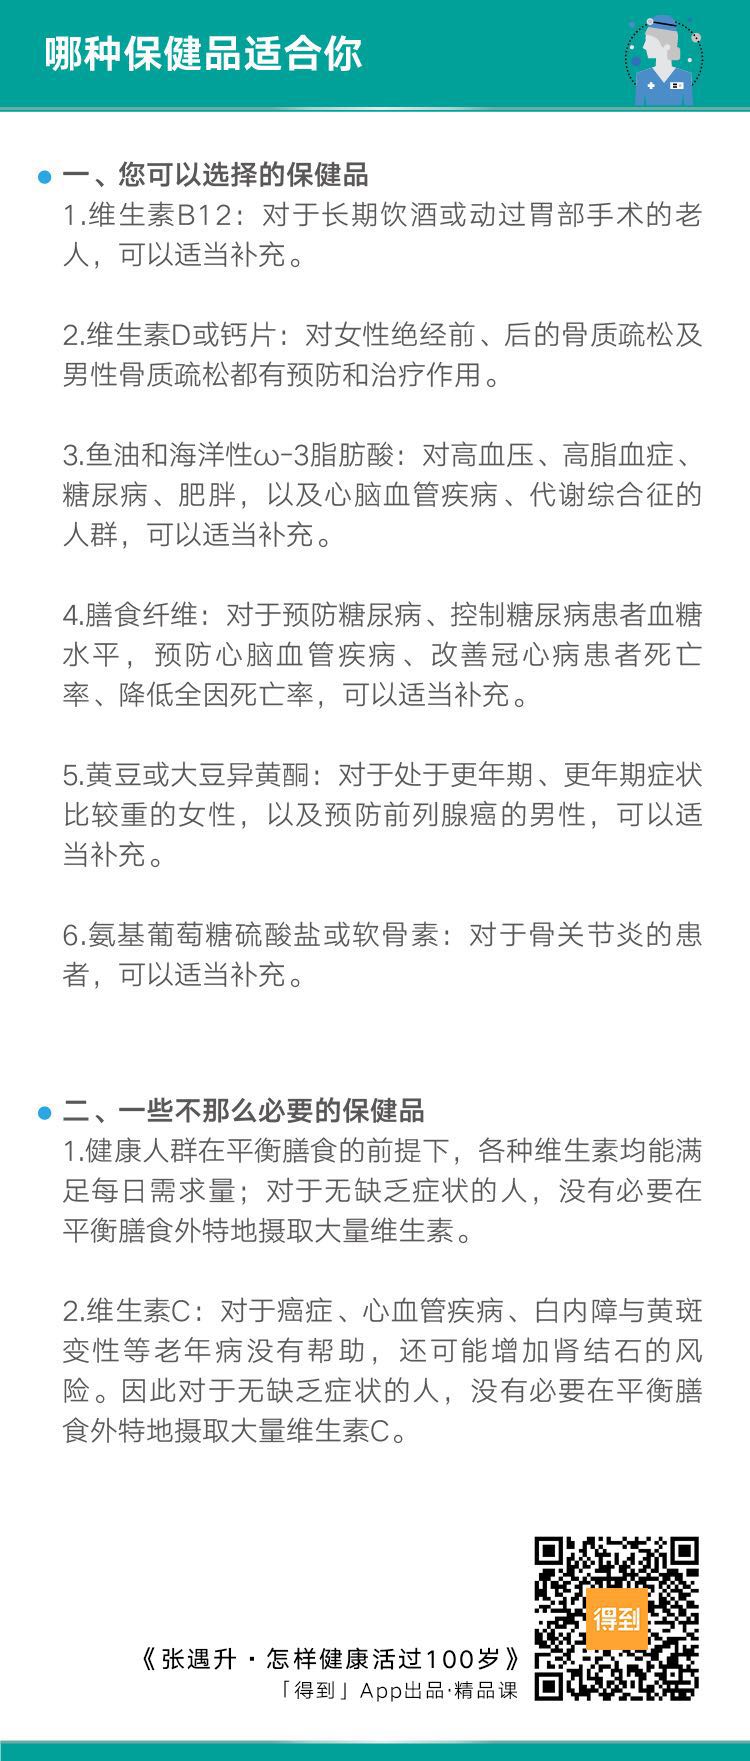 哪种保健品适合你
一、您可以选择的保健品
1.维生素B12：对于长期饮酒或动过胃部手术的老
人，可以适当补充。
2.维生素D或钙片：对女性绝经前、后的骨质疏松及
男性骨质疏松都有预防和治疗作用。
3.鱼油和海洋性ω-3脂肪酸：对高血压、高脂血症、
糖尿病、肥胖，以及心脑血管疾病、代谢综合征的
人群，可以适当补充。
4.膳食纤维：对于预防糖尿病、控制糖尿病患者血糖
水平，预防心脑血管疾病、改善冠心病患者死亡
率、降低全因死亡率，可以适当补充。
5.黄豆或大豆异黄酮：对于处于更年期、更年期症状
比较重的女性，以及预防前列腺癌的男性，可以适
当补充。
6.氨基葡萄糖硫酸盐或软骨素：对于骨关节炎的患
者，可以适当补充。
二、一些不那么必要的保健品
1.健康人群在平衡膳食的前提下，各种维生素均能满
足每日需求量；对于无缺乏症状的人，没有必要在
平衡膳食外特地摄取大量维生素。
2.维生素C：对于癌症、心血管疾病、白内障与黄斑
变性等老年病没有帮助，还可能增加肾结石的风
险。因此对于无缺乏症状的人，没有必要在平衡膳
食外特地摄取大量维生素C。
得到
《张遇升·怎样健康活过100岁》
「得到」App出品·精品课